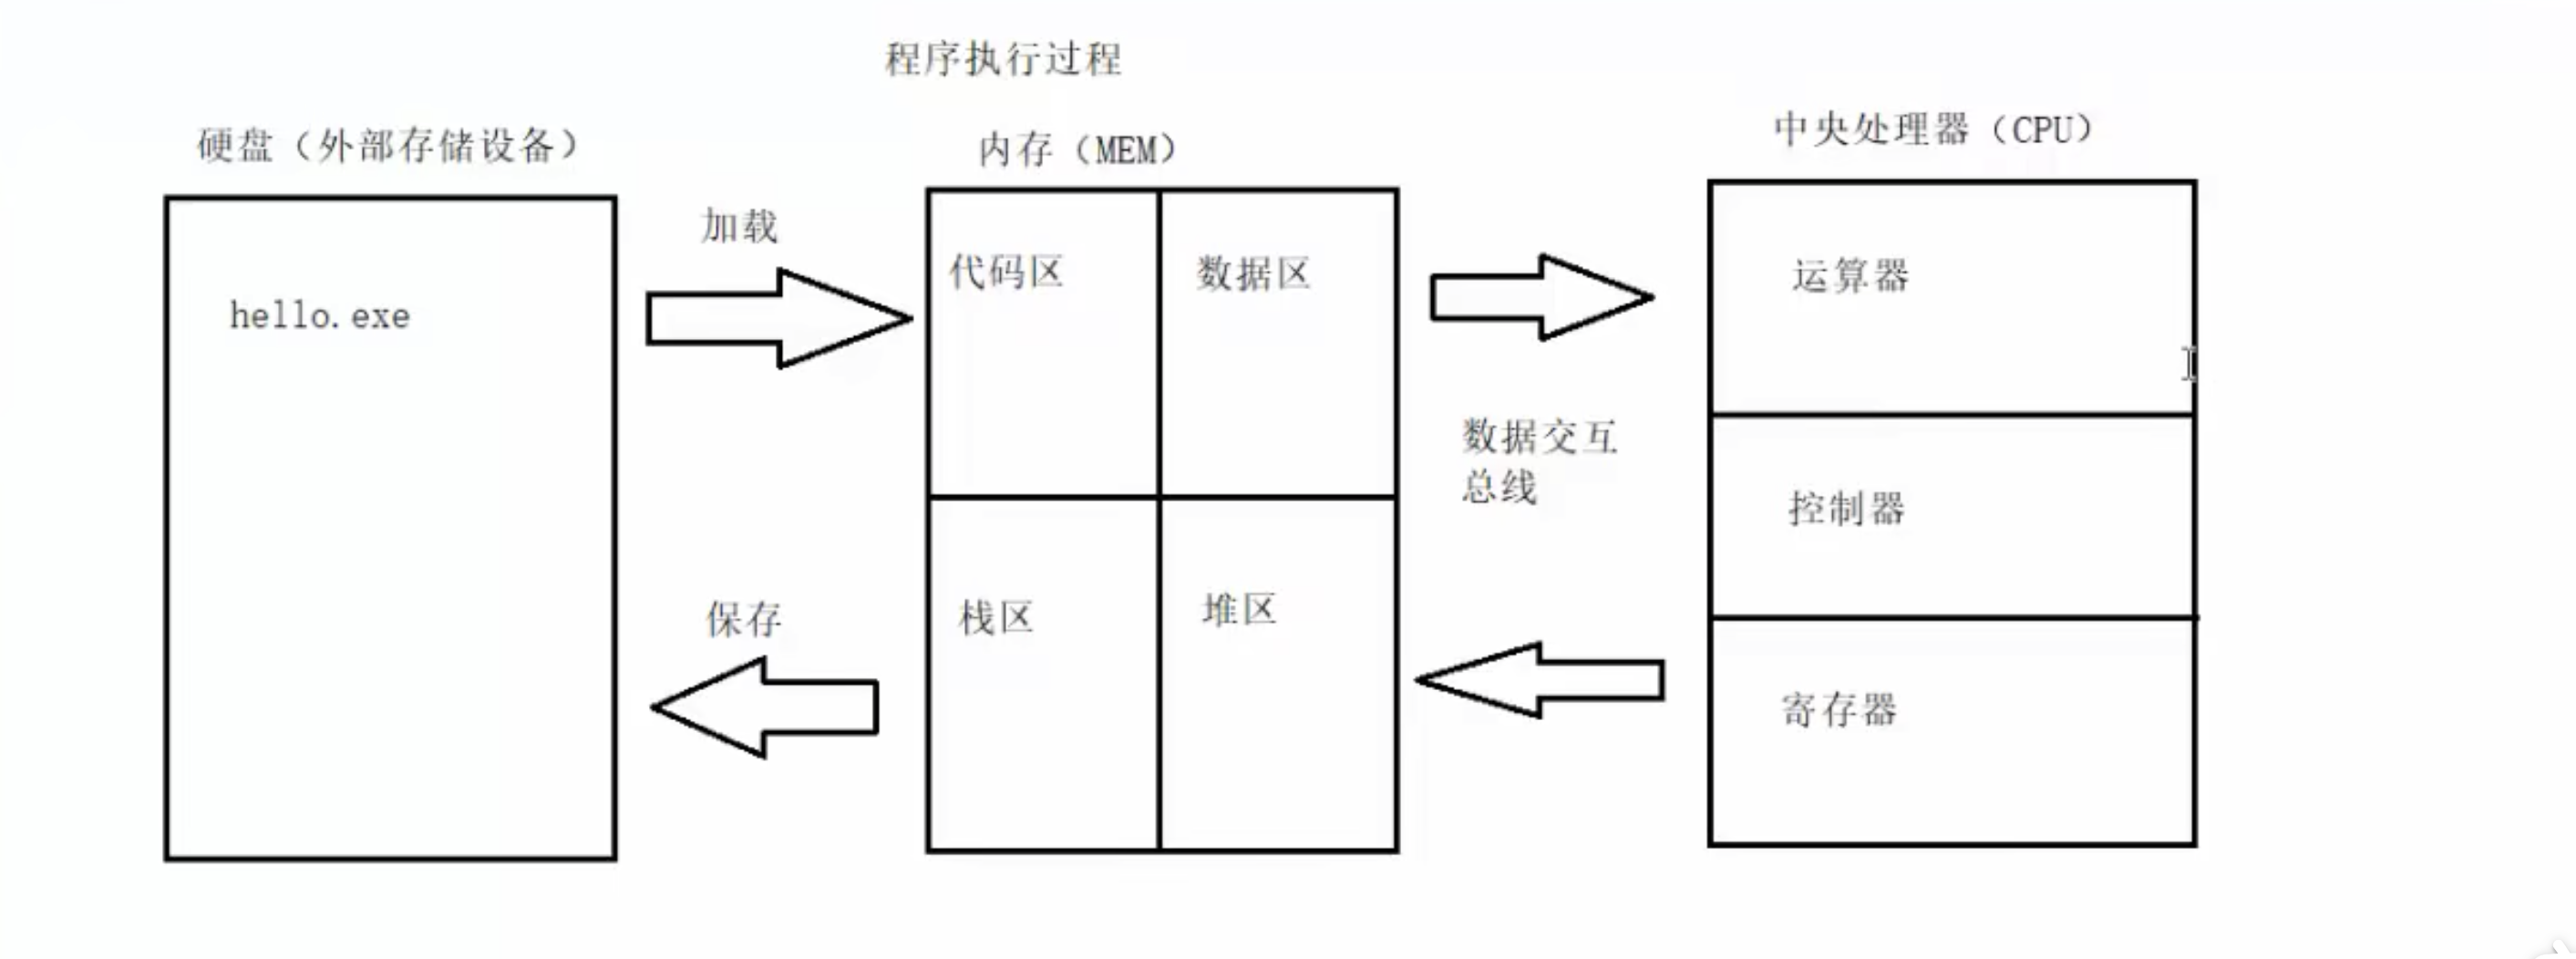 程序执行过程
硬盘（外部存储设备）
内存（MEM）
中央处理器（CPU）
加载
hello.exe
代码区
数据区
运算器
数据交互
总线
控制器
保存
栈区
堆区
寄存器